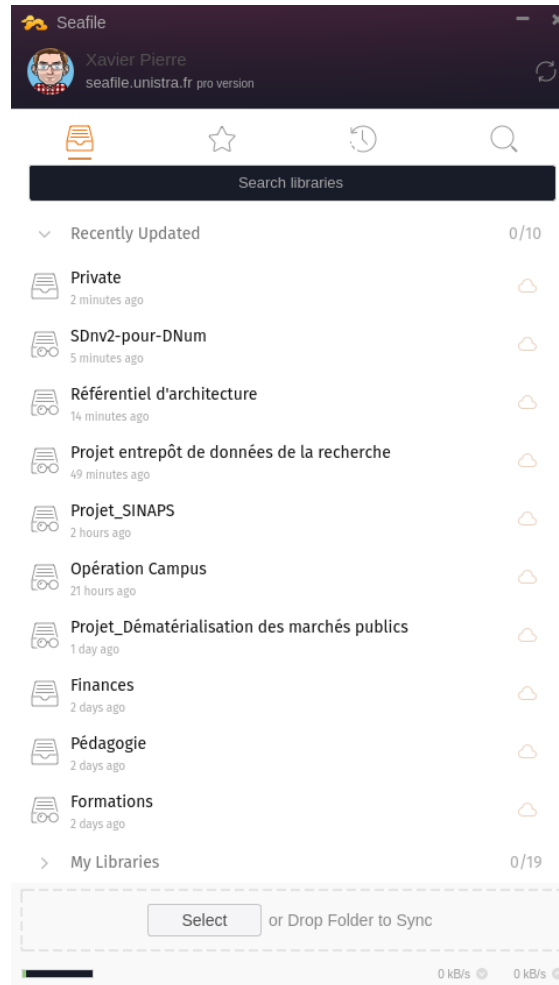 Seafile
Xavier Pierre
seafile.unistra.fr pro version
Search libraries
Recently Updated 0/10
Private
2 minutes ago
SDnv2-pour-DNum
5 minutes ago
Référentiel d'architecture
14 minutes ago
Projet entrepôt de données de la recherche
49 minutes ago
Projet_SINAPS
2 hours ago
Opération Campus
21 hours ago
Projet_Dématérialisation des marchés publics
1 day ago
Finances
2 days ago
Pédagogie
2 days ago
Formations
2 days ago
My Libraries 0/19
Select or Drop Folder to Sync
0 kB/s 0 kB/s